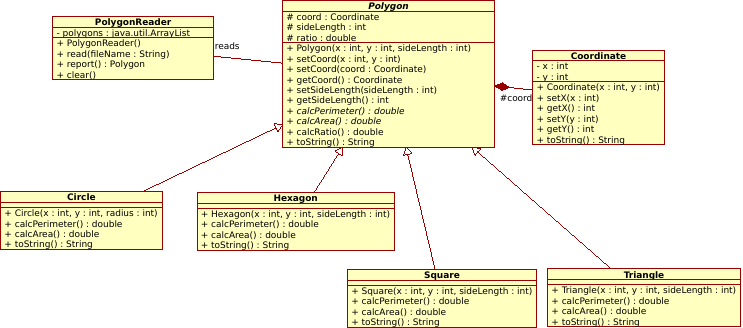 PolygonReader
- polygons : java.util.ArrayList
+ PolygonReader()
+ read(fileName : String)
+ report() : Polygon
+ clear()
reads
Polygon
# coord : Coordinate
# sideLength : int
# ratio : double
+ Polygon(x : int, y : int, sideLength : int)
+ setCoord(x : int, y : int)
+ setCoord(coord : Coordinate)
+ getCoord() : Coordinate
+ setSideLength(sideLength : int)
+ getSideLength() : int
+ calcPerimeter() : double
+ calcArea() : double
+ calcRatio() : double
+ toString() : String
#coord
Coordinate
- x : int
- y : int
+ Coordinate(x : int, y : int)
+ setX(x : int)
+ getX() : int
+ setY(y : int)
+ getY() : int
+ toString() : String
Circle
+ Circle(x : int, y : int, radius : int)
+ calcPerimeter() : double
+ calcArea() : double
+ toString() : String
Hexagon
+ Hexagon(x : int, y : int, sideLength : int)
+ calcPerimeter() : double
+ calcArea() : double
+ toString() : String
Square
+ Square(x : int, y : int, sideLength : int)
+ calcPerimeter() : double
+ calcArea() : double
+ toString() : String
Triangle
+ Triangle(x : int, y : int, sideLength : int)
+ calcPerimeter() : double
+ calcArea() : double
+ toString() : String